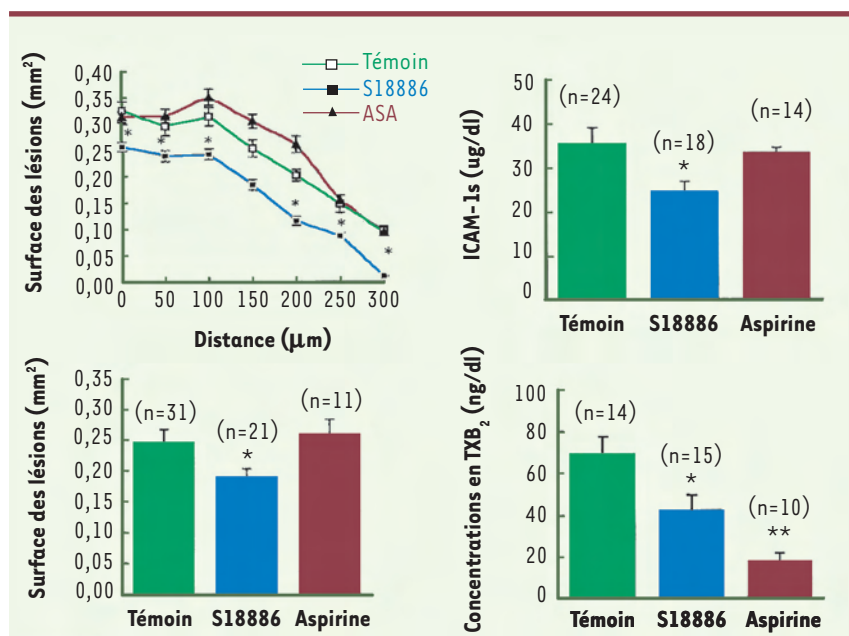 Surface des lésions (mm²)
0,40
0,35
0,30
0,25
0,20
0,15
0,10
0,05
0,00
* * * * * *
0 50 100 150 200 250 300
Distance (μm)
Témoin
S18886
ASA
ICAM-1s (ug/dl)
50
40
30
20
10
0
(n=24)
(n=18)
*
(n=14)
Témoin S18886 Aspirine
Surface des lésions (mm²)
0,35
0,30
0,25
0,20
0,15
0,10
0,05
0,00
(n=31)
(n=21)
*
(n=11)
Témoin S18886 Aspirine
Concentrations en TXB₂ (ng/dl)
100
80
60
40
20
0
(n=14)
(n=15)
*
(n=10)
**
Témoin S18886 Aspirine